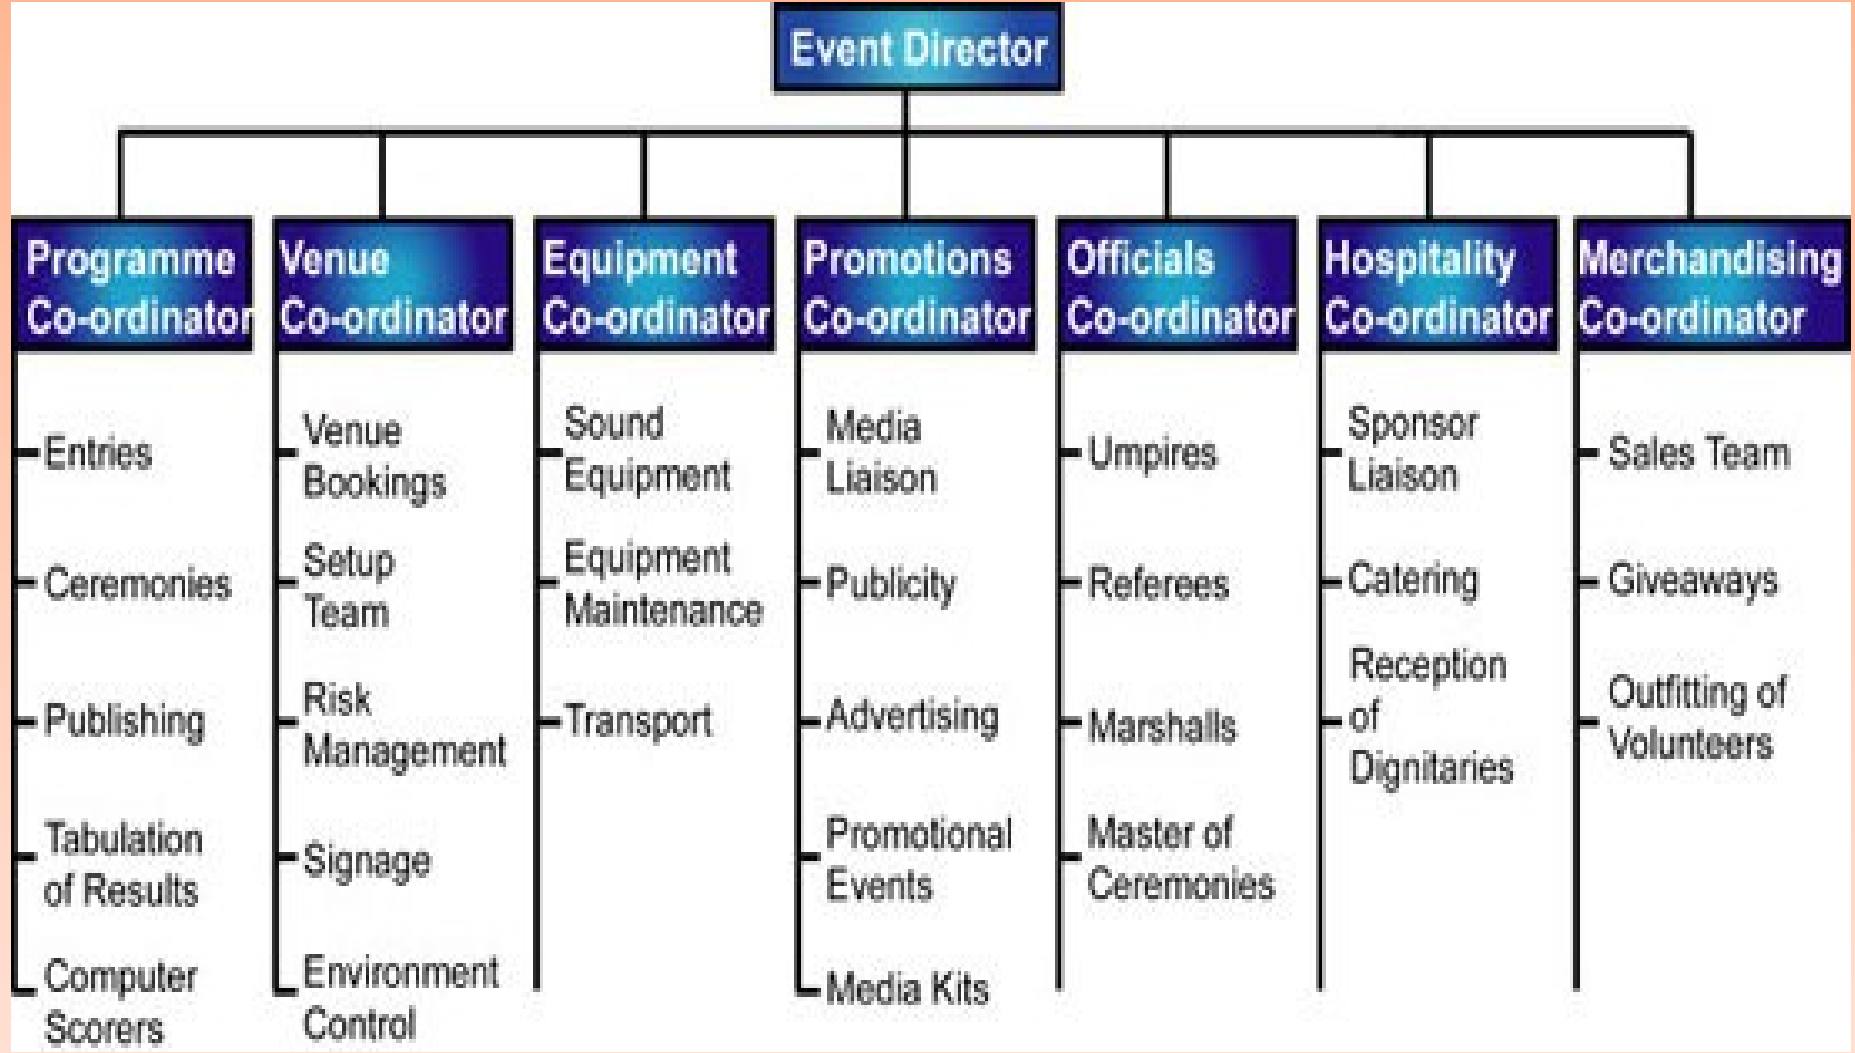 Event Director
Programme
Co-ordinator
Entries
Ceremonies
Publishing
Tabulation
of Results
Computer
Scorers
Venue
Co-ordinator
Venue
Bookings
Setup
Team
Risk
Management
Signage
Environment
Control
Equipment
Co-ordinator
Sound
Equipment
Equipment
Maintenance
Transport
Promotions
Co-ordinator
Media
Liaison
Publicity
Advertising
Promotional
Events
Media Kits
Officials
Co-ordinator
Umpires
Referees
Marshalls
Master of
Ceremonies
Hospitality
Co-ordinator
Sponsor
Liaison
Catering
Reception
of
Dignitaries
Merchandising
Co-ordinator
Sales Team
Giveaways
Outfitting of
Volunteers